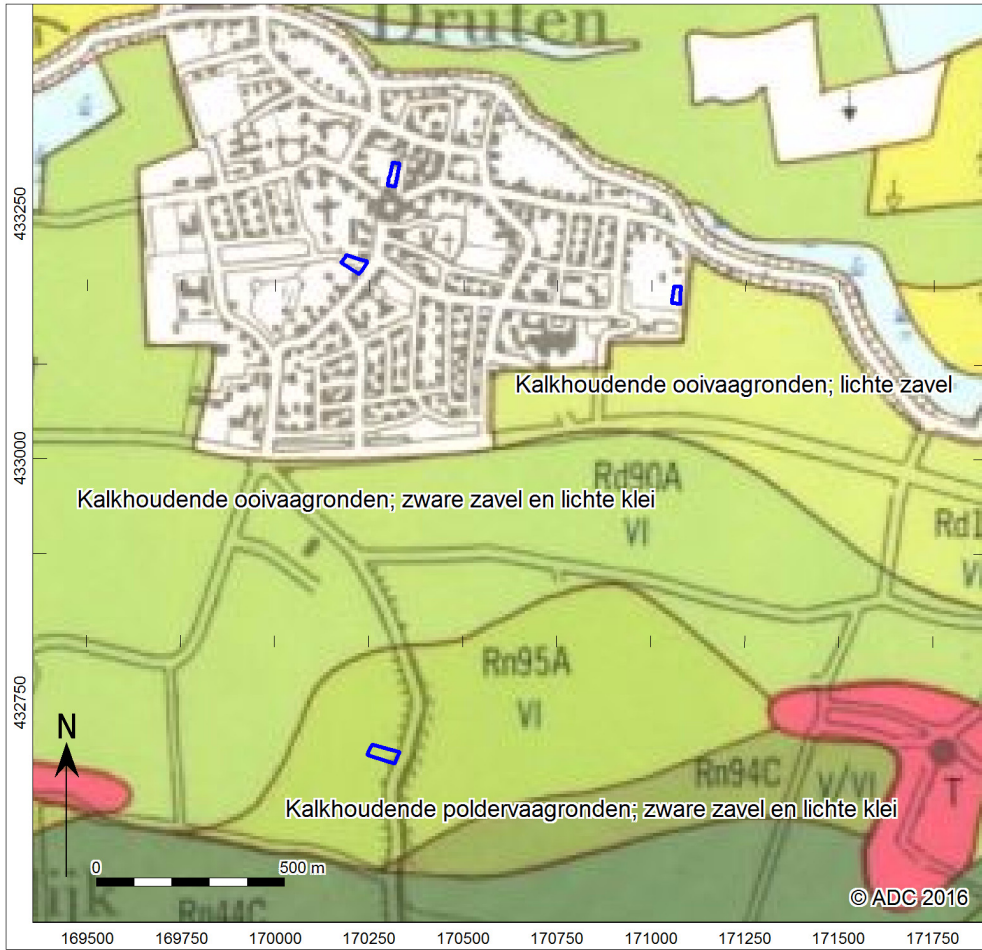 Druten
433250
Kalkhoudende ooivaagronden; lichte zavel
433000
Rd90A
Kalkhoudende ooivaagronden; zware zavel en lichte klei
VI
Rn95A
VI
432750
N
Rn94C
V/VI
T
Kalkhoudende poldervaagronden; zware zavel en lichte klei
0 500 m
© ADC 2016
Rn44C
169500 169750 170000 170250 170500 170750 171000 171250 171500 171750